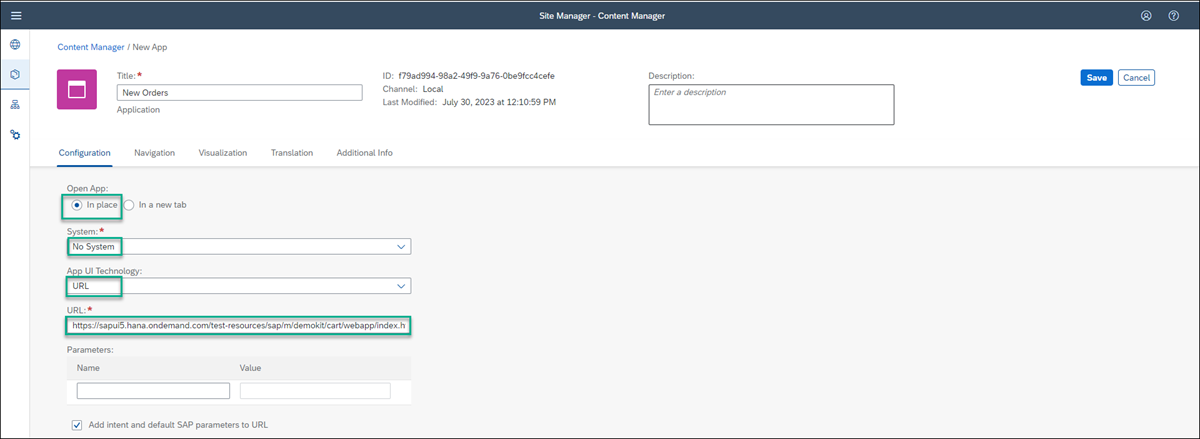 Site Manager - Content Manager
Content Manager / New App
Title:*
New Orders
Application
ID: f79ad994-98a2-49f9-9a76-0be9fcc4cefe
Channel: Local
Last Modified: July 30, 2023 at 12:10:59 PM
Description:
Enter a description
Save
Cancel
Configuration Navigation Visualization Translation Additional Info
Open App:
In place In a new tab
System:*
No System
App UI Technology:
URL
URL:*
https://sapui5.hana.ondemand.com/test-resources/sap/m/demokit/cart/webapp/index.h
Parameters:
Name Value
Add intent and default SAP parameters to URL